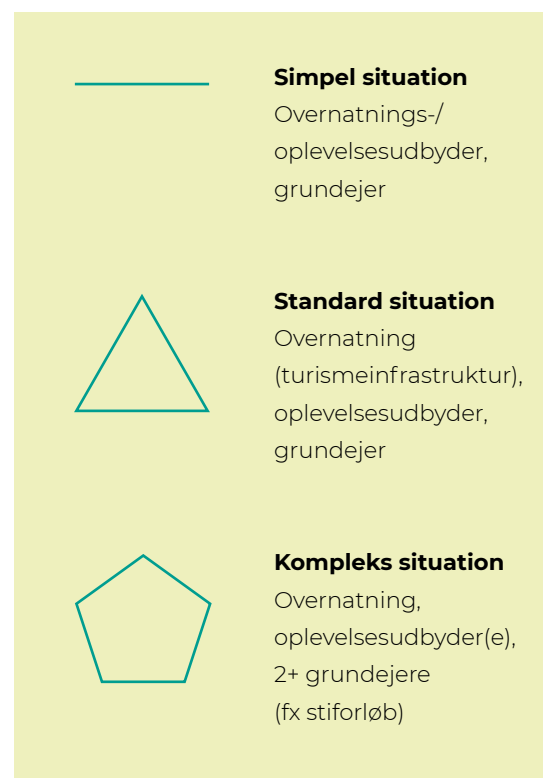 Simpel situation
Overnatnings-/
oplevelsesudbyder,
grundejer
Standard situation
Overnatning
(turismeinfrastruktur),
oplevelsesudbyder,
grundejer
Kompleks situation
Overnatning,
oplevelsesudbyder(e),
2+ grundejere
(fx stiforløb)